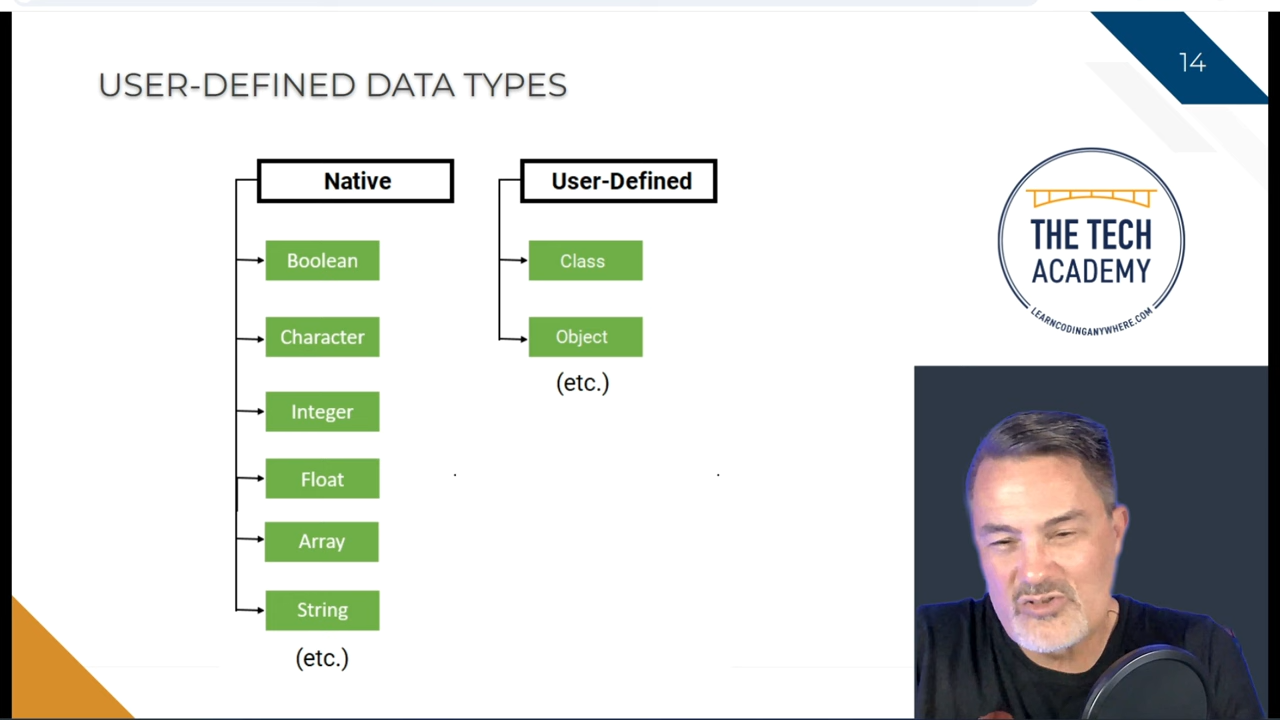 USER-DEFINED DATA TYPES
14
Native
Boolean
Character
Integer
Float
Array
String
(etc.)
User-Defined
Class
Object
(etc.)
THE TECH
ACADEMY
LEARNCODINGANYWHERE.COM